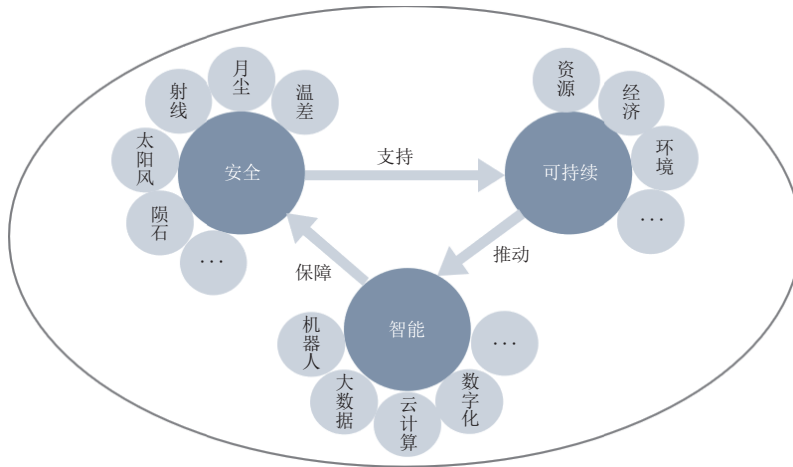 月尘
射线
温差
太阳风
陨石
···
安全
支持
资源
经济
环境
···
可持续
推动
保障
智能
机器人
大数据
云计算
数字化
···